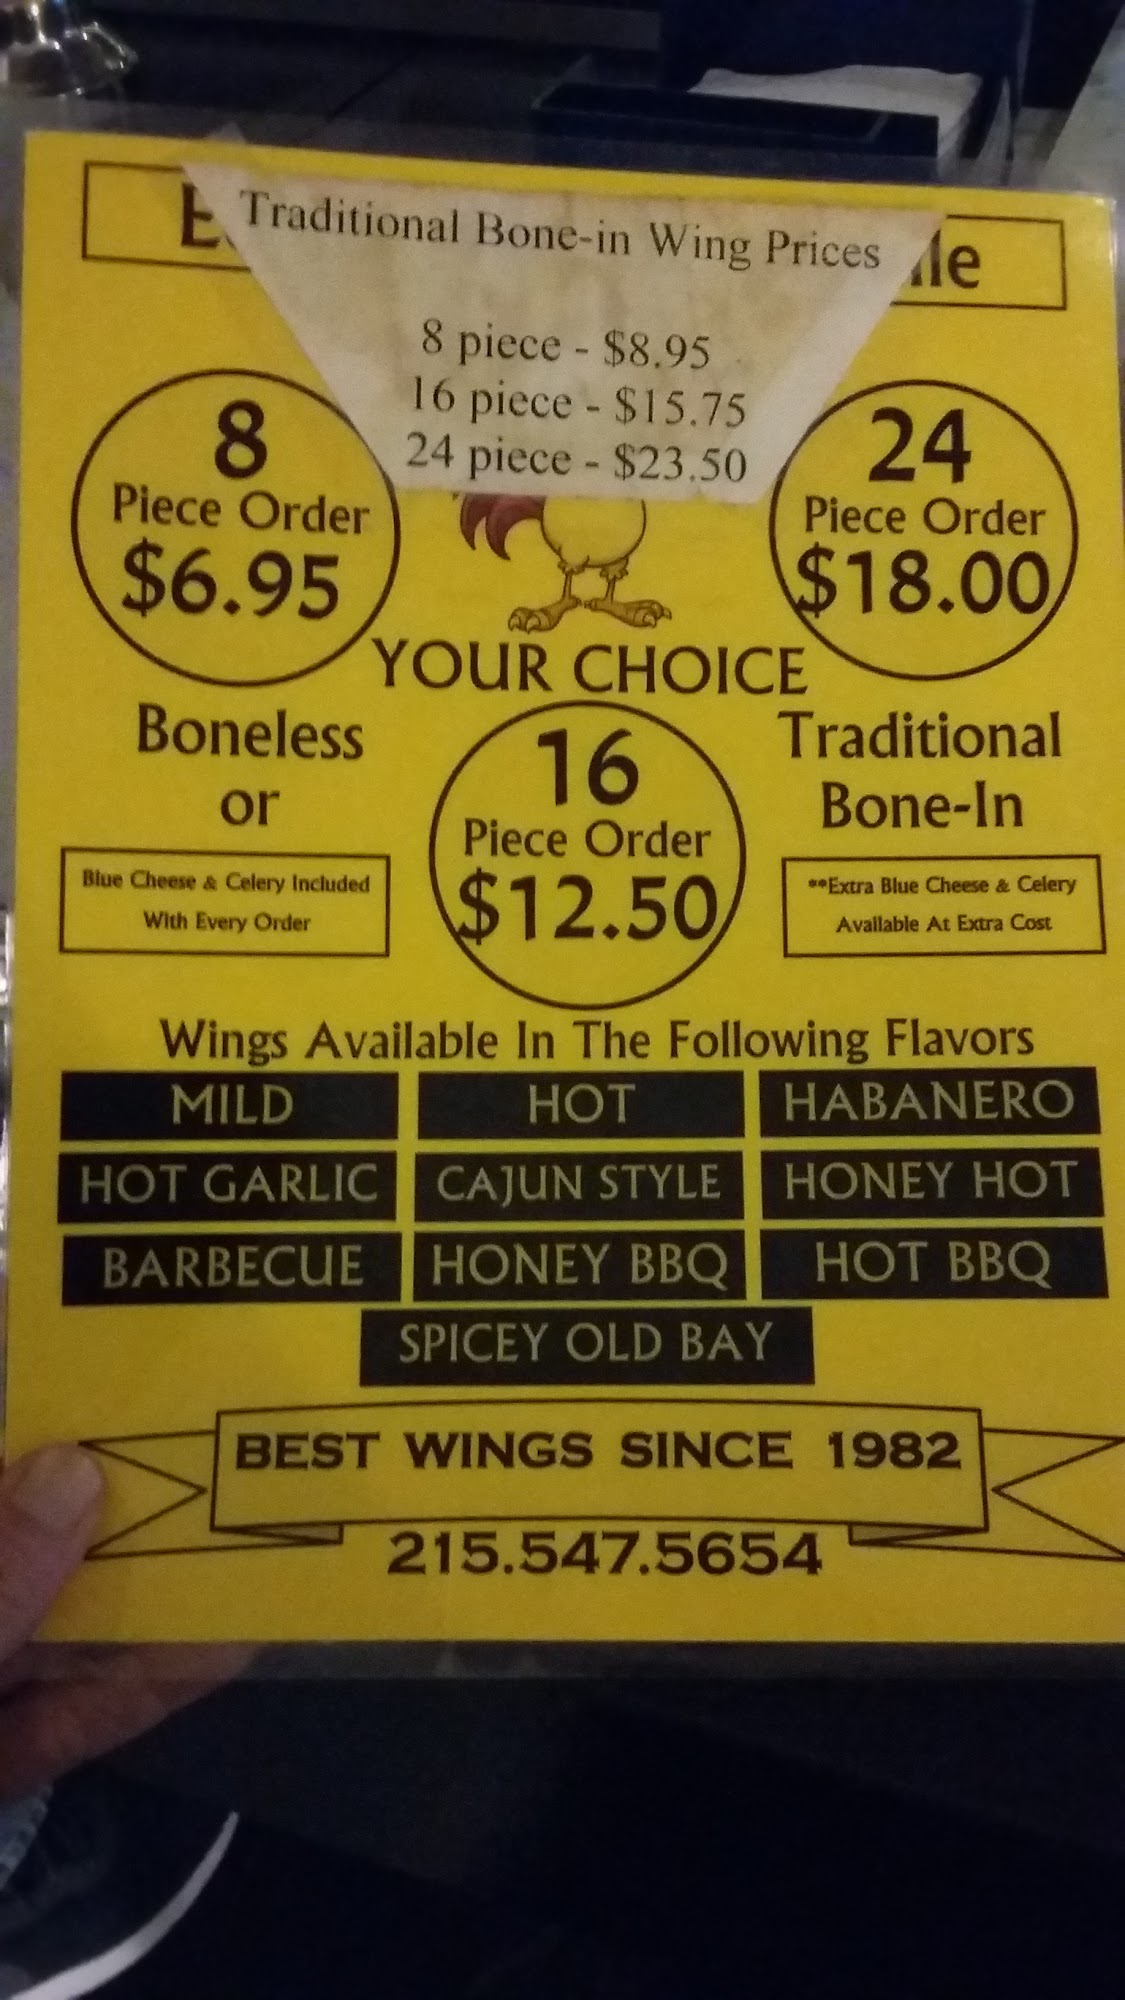 Traditional Bone-in Wing Prices
8 piece - $8.95
16 piece - $15.75
24 piece - $23.50
8
Piece Order
$6.95
24
Piece Order
$18.00
YOUR CHOICE
Boneless
or
Traditional
Bone-In
16
Piece Order
$12.50
Blue Cheese & Celery Included
With Every Order
**Extra Blue Cheese & Celery
Available At Extra Cost
Wings Available In The Following Flavors
MILD HOT HABANERO
HOT GARLIC CAJUN STYLE HONEY HOT
BARBECUE HONEY BBQ HOT BBQ
SPICEY OLD BAY
BEST WINGS SINCE 1982
215.547.5654